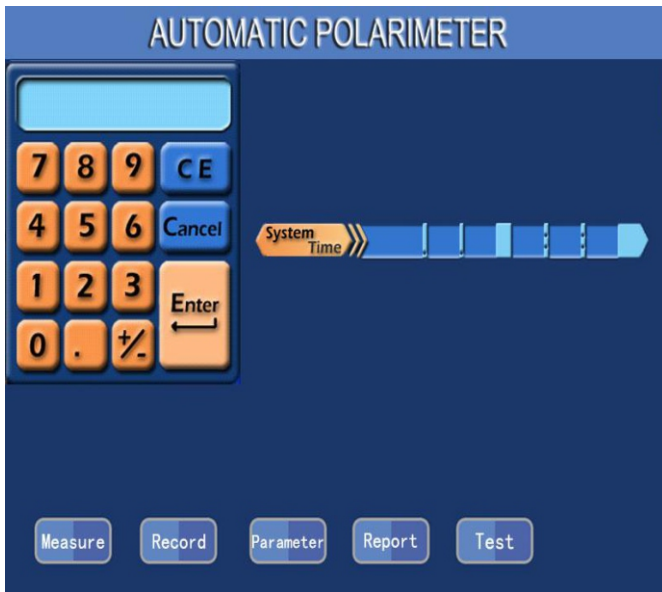 AUTOMATIC POLARIMETER
7 8 9 CE
4 5 6 Cancel
System
Time
1 2 3
Enter
0 . +/-
Measure Record Parameter Report Test